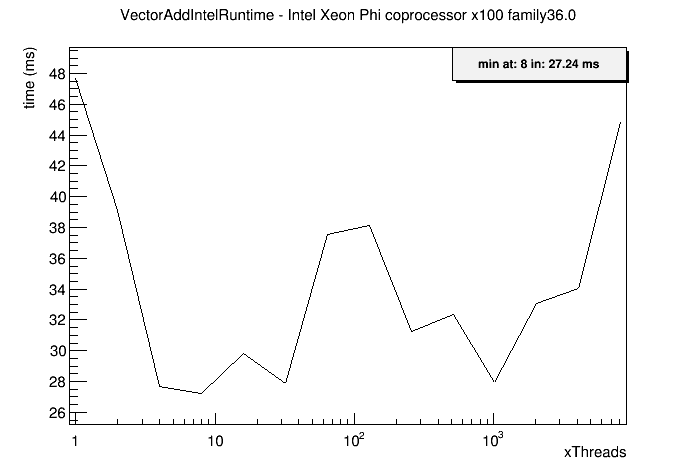 VectorAddIntelRuntime - Intel Xeon Phi coprocessor x100 family36.0
time (ms)
min at: 8 in: 27.24 ms
48
46
44
42
40
38
36
34
32
30
28
26
1 10 10² 10³
xThreads